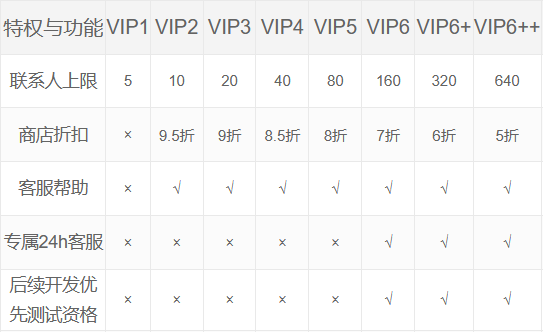 特权与功能 VIP1 VIP2 VIP3 VIP4 VIP5 VIP6 VIP6+ VIP6++
联系人上限 5 10 20 40 80 160 320 640
商店折扣 × 9.5折 9折 8.5折 8折 7折 6折 5折
客服帮助 × √ √ √ √ √ √ √
专属24h客服 × × × × × √ √ √
后续开发优
先测试资格 × × × × × √ √ √